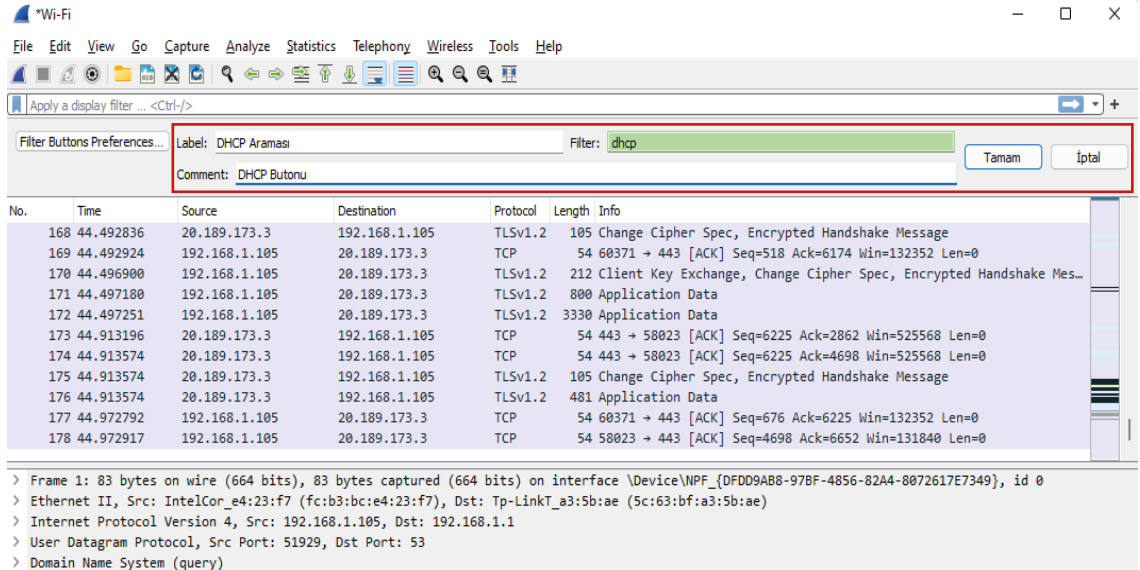 *Wi-Fi
File Edit View Go Capture Analyze Statistics Telephony Wireless Tools Help
Apply a display filter ... <Ctrl-/>
Filter Buttons Preferences... Label: DHCP Araması Filter: dhcp
Tamam İptal
Comment: DHCP Butonu
No. Time Source Destination Protocol Length Info
168 44.492836 20.189.173.3 192.168.1.105 TLSv1.2 105 Change Cipher Spec, Encrypted Handshake Message
169 44.492924 192.168.1.105 20.189.173.3 TCP 54 60371 → 443 [ACK] Seq=518 Ack=6174 Win=132352 Len=0
170 44.496900 192.168.1.105 20.189.173.3 TLSv1.2 212 Client Key Exchange, Change Cipher Spec, Encrypted Handshake Mes…
171 44.497180 192.168.1.105 20.189.173.3 TLSv1.2 800 Application Data
172 44.497251 192.168.1.105 20.189.173.3 TLSv1.2 3330 Application Data
173 44.913196 20.189.173.3 192.168.1.105 TCP 54 443 → 58023 [ACK] Seq=6225 Ack=2862 Win=525568 Len=0
174 44.913574 20.189.173.3 192.168.1.105 TCP 54 443 → 58023 [ACK] Seq=6225 Ack=4698 Win=525568 Len=0
175 44.913574 20.189.173.3 192.168.1.105 TLSv1.2 105 Change Cipher Spec, Encrypted Handshake Message
176 44.913574 20.189.173.3 192.168.1.105 TLSv1.2 481 Application Data
177 44.972792 192.168.1.105 20.189.173.3 TCP 54 60371 → 443 [ACK] Seq=676 Ack=6225 Win=132352 Len=0
178 44.972917 192.168.1.105 20.189.173.3 TCP 54 58023 → 443 [ACK] Seq=4698 Ack=6652 Win=131840 Len=0
> Frame 1: 83 bytes on wire (664 bits), 83 bytes captured (664 bits) on interface \Device\NPF_{DFDD9AB8-97BF-4856-82A4-8072617E7349}, id 0
> Ethernet II, Src: IntelCor_e4:23:f7 (fc:b3:bc:e4:23:f7), Dst: Tp-LinkT_a3:5b:ae (5c:63:bf:a3:5b:ae)
> Internet Protocol Version 4, Src: 192.168.1.105, Dst: 192.168.1.1
> User Datagram Protocol, Src Port: 51929, Dst Port: 53
> Domain Name System (query)